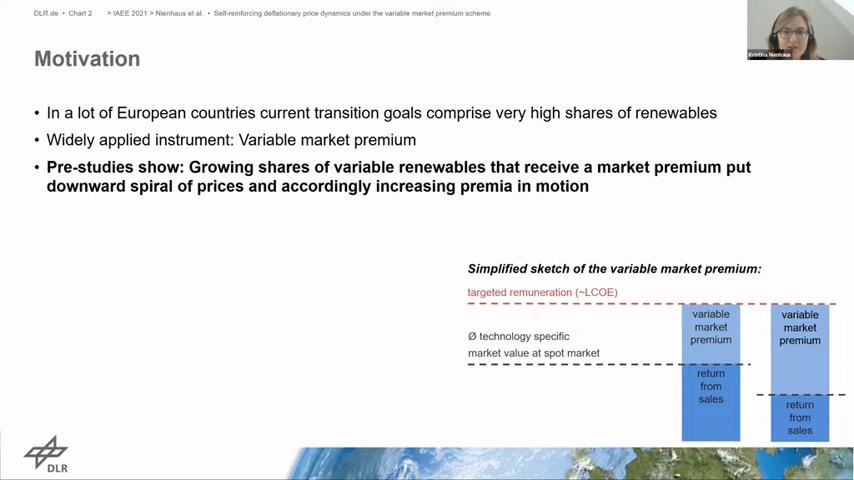 DLR.de • Chart 2 > IAEE 2021 > Nienhaus et al. • Self-reinforcing deflationary price dynamics under the variable market premium scheme
Kristina Nienhaus
Motivation
• In a lot of European countries current transition goals comprise very high shares of renewables
• Widely applied instrument: Variable market premium
• Pre-studies show: Growing shares of variable renewables that receive a market premium put
downward spiral of prices and accordingly increasing premia in motion
Simplified sketch of the variable market premium:
targeted remuneration (~LCOE)
Ø technology specific
market value at spot market
variable
market
premium
return
from
sales
variable
market
premium
return
from
sales
DLR